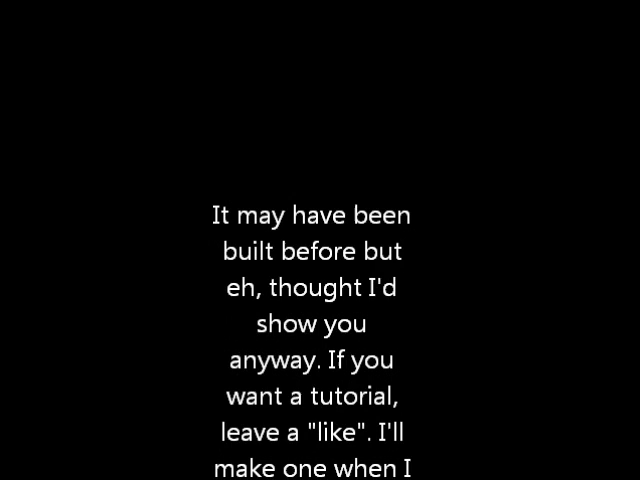 It may have been
built before but
eh, thought I'd
show you
anyway. If you
want a tutorial,
leave a "like". I'll
make one when I